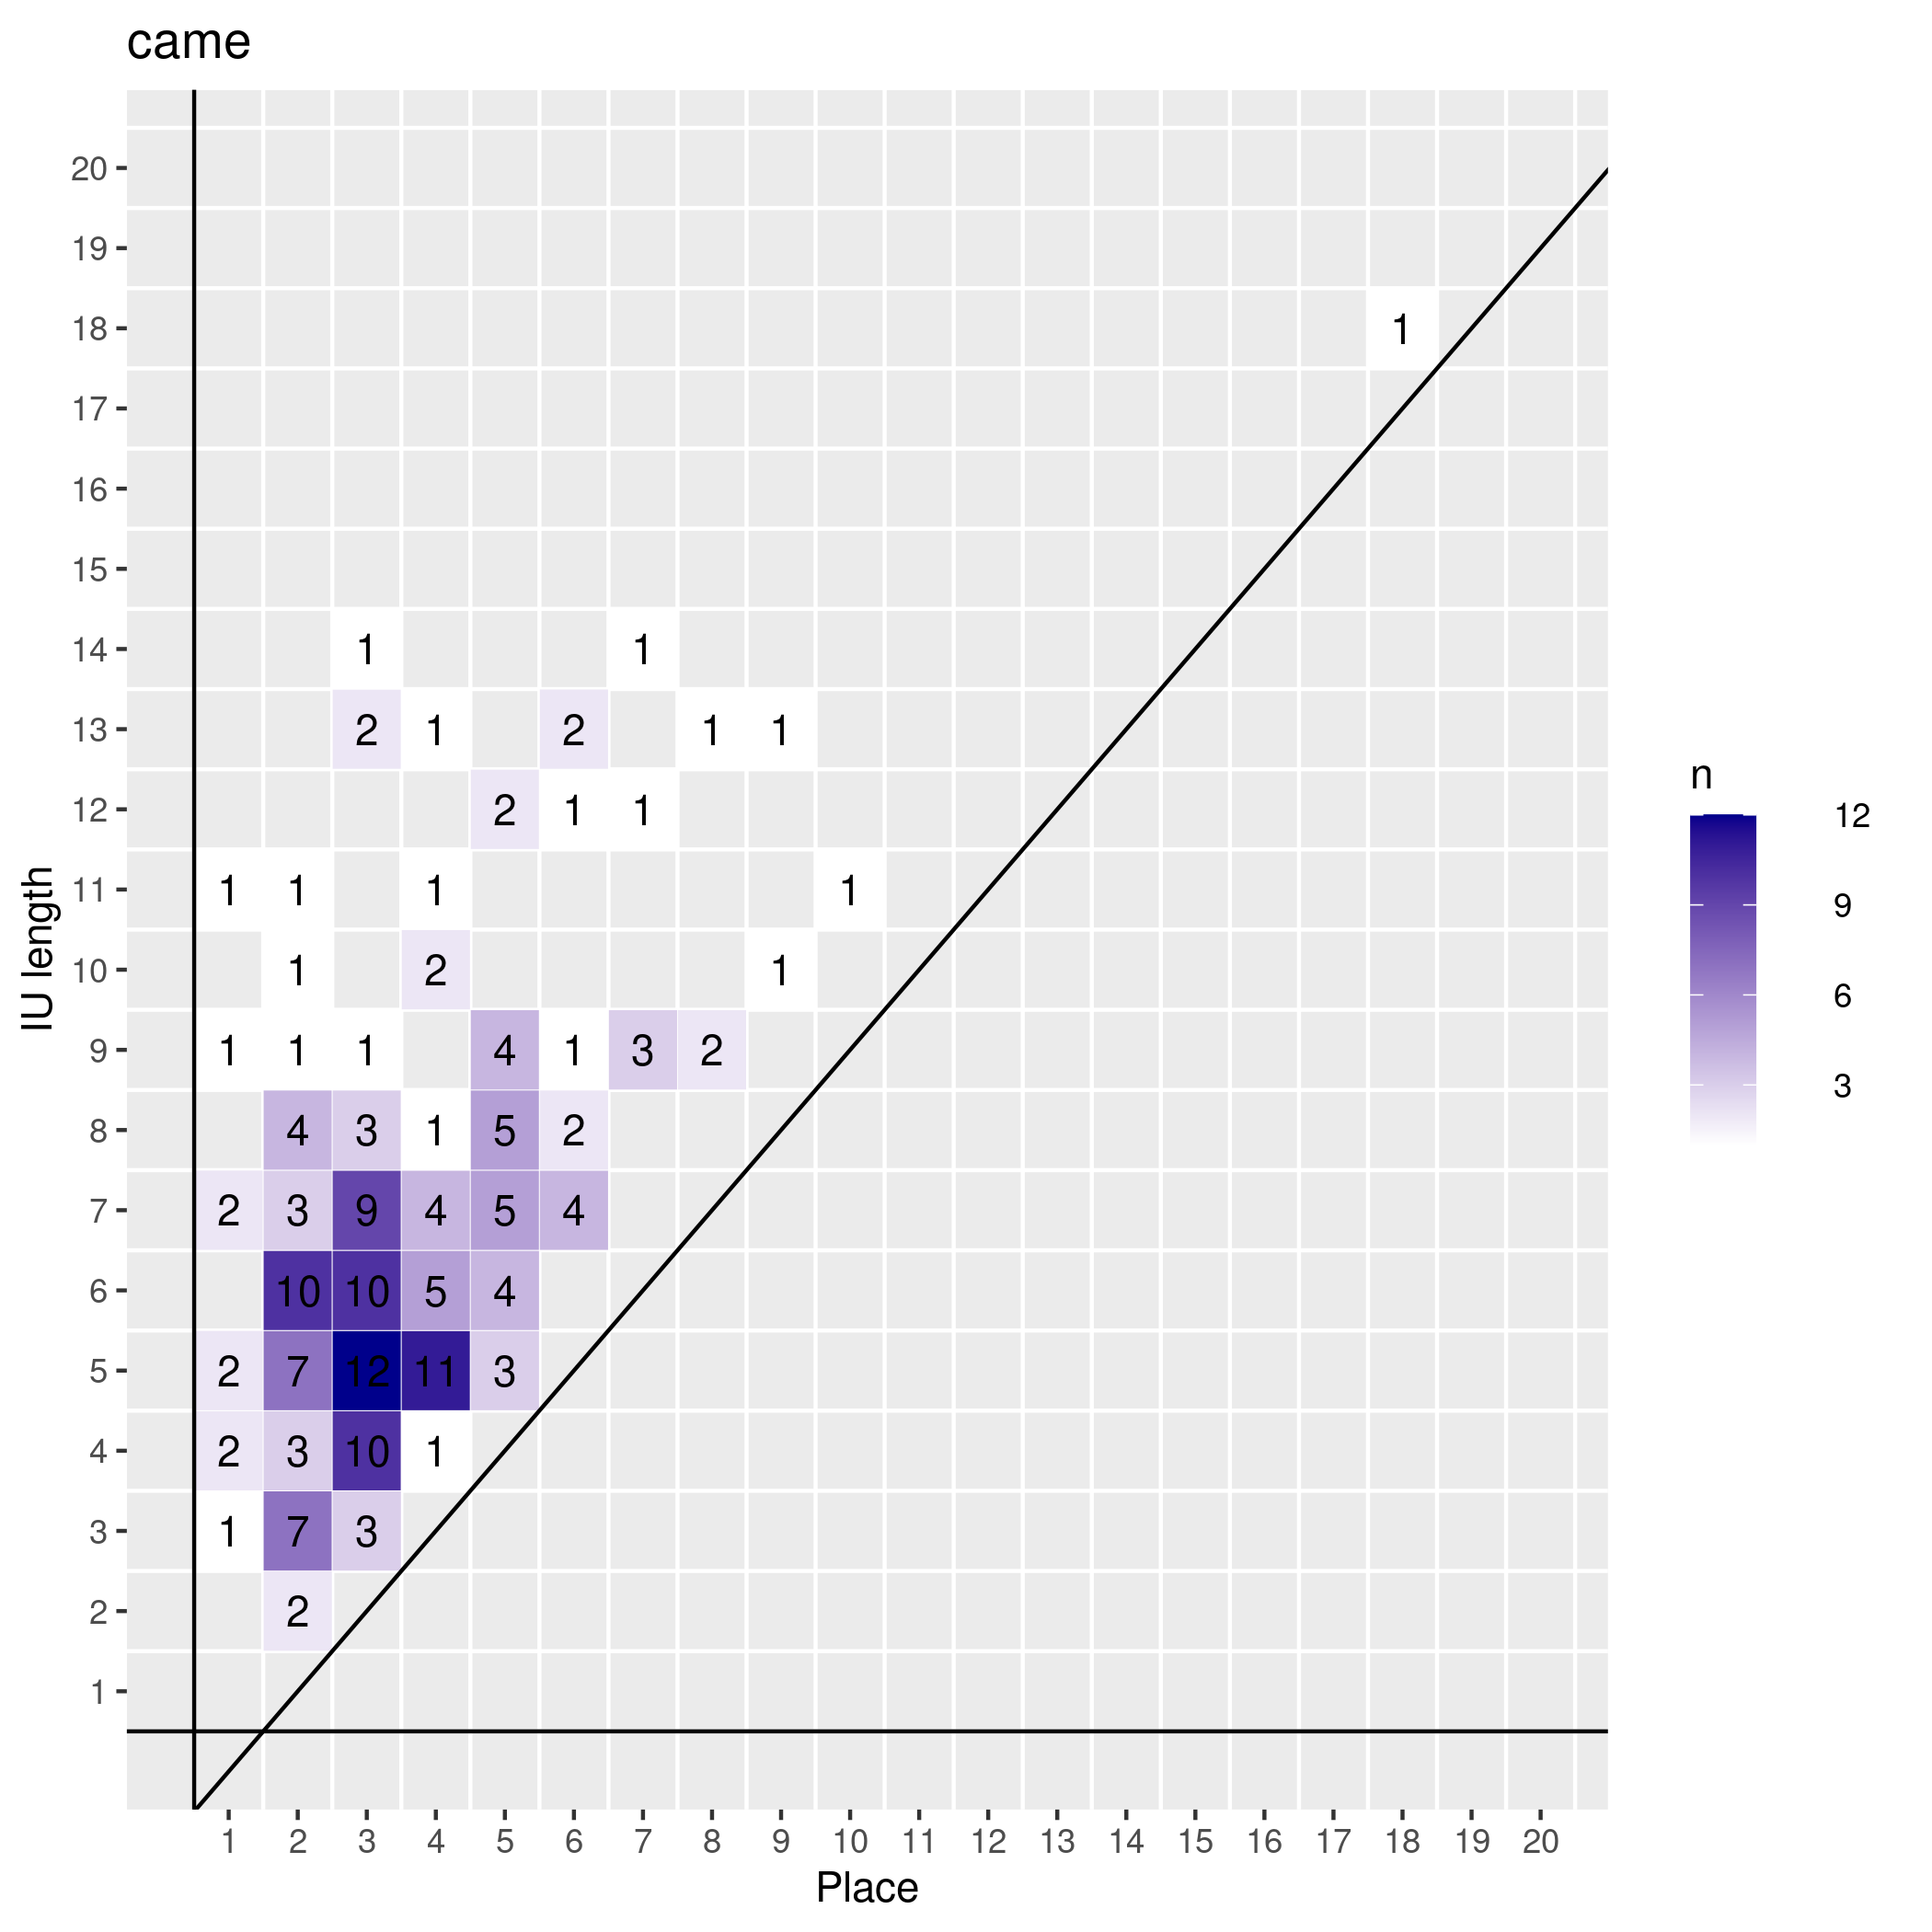 came
20
19
18 1
17
16
15
14 1 1
13 2 1 2 1 1
12 2 1 1
11 1 1 1 1
10 1 2 1
9 1 1 1 4 1 3 2
8 4 3 1 5 2
7 2 3 9 4 5 4
6 10 10 5 4
5 2 7 12 11 3
4 2 3 10 1
3 1 7 3
2 2
1
IU length
1 2 3 4 5 6 7 8 9 10 11 12 13 14 15 16 17 18 19 20
Place
n
12
9
6
3